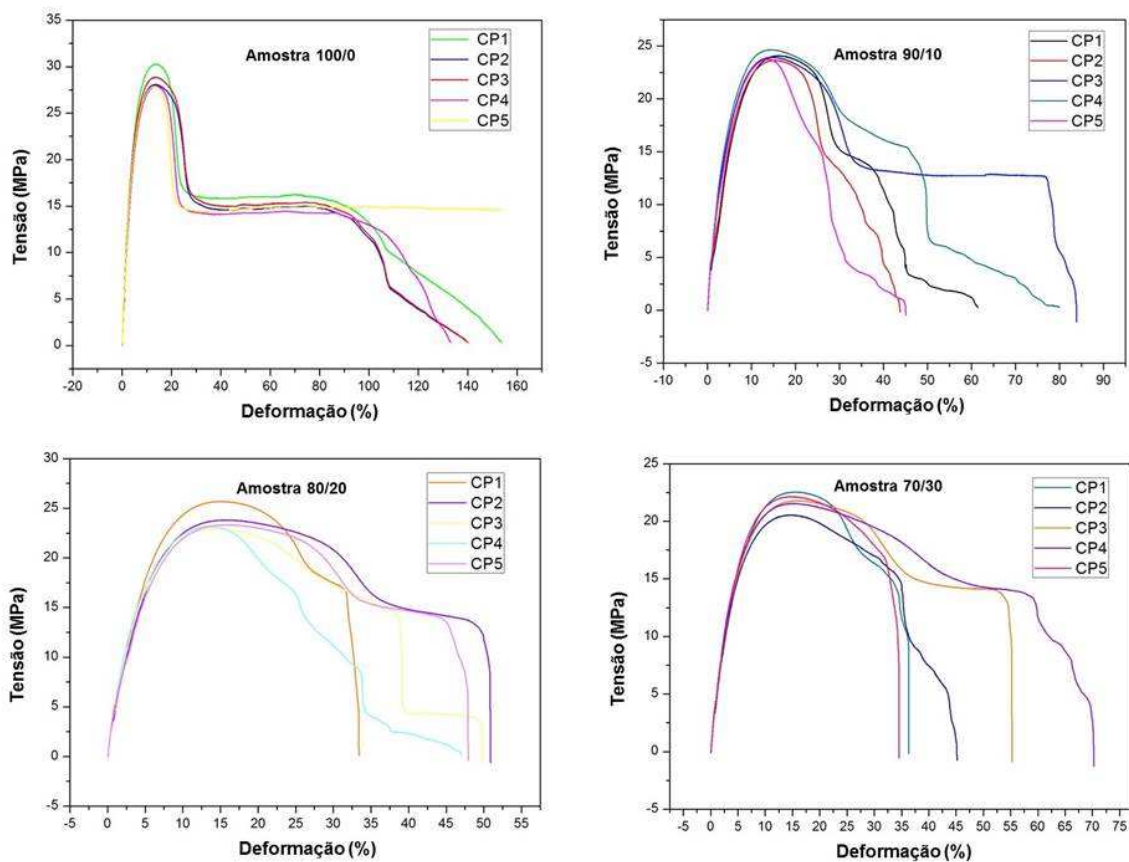 Amostra 100/0
CP1
CP2
CP3
CP4
CP5
35
30
25
20
15
10
5
0
Tensão (MPa)
-20
0
20
40
60
80
100
120
140
160
Deformação (%)
Amostra 90/10
CP1
CP2
CP3
CP4
CP5
30
25
20
15
10
5
0
-5
Tensão (MPa)
-10
0
10
20
30
40
50
60
70
80
90
Deformação (%)
Amostra 80/20
CP1
CP2
CP3
CP4
CP5
30
25
20
15
10
5
0
-5
Tensão (MPa)
-5
0
5
10
15
20
25
30
35
40
45
50
55
Deformação (%)
Amostra 70/30
CP1
CP2
CP3
CP4
CP5
25
20
15
10
5
0
-5
Tensão (MPa)
-5
0
5
10
15
20
25
30
35
40
45
50
55
60
65
70
75
Deformação (%)